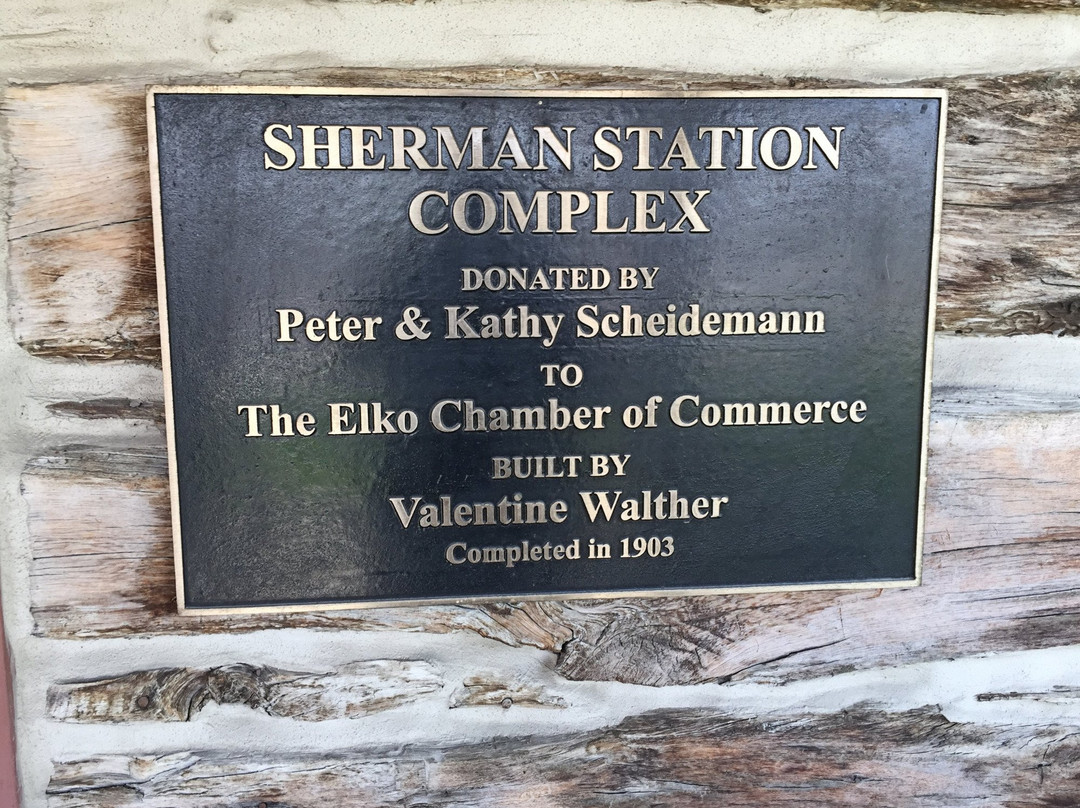 SHERMAN STATION
COMPLEX
DONATED BY
Peter & Kathy Scheidemann
TO
The Elko Chamber of Commerce
BUILT BY
Valentine Walther
Completed in 1903